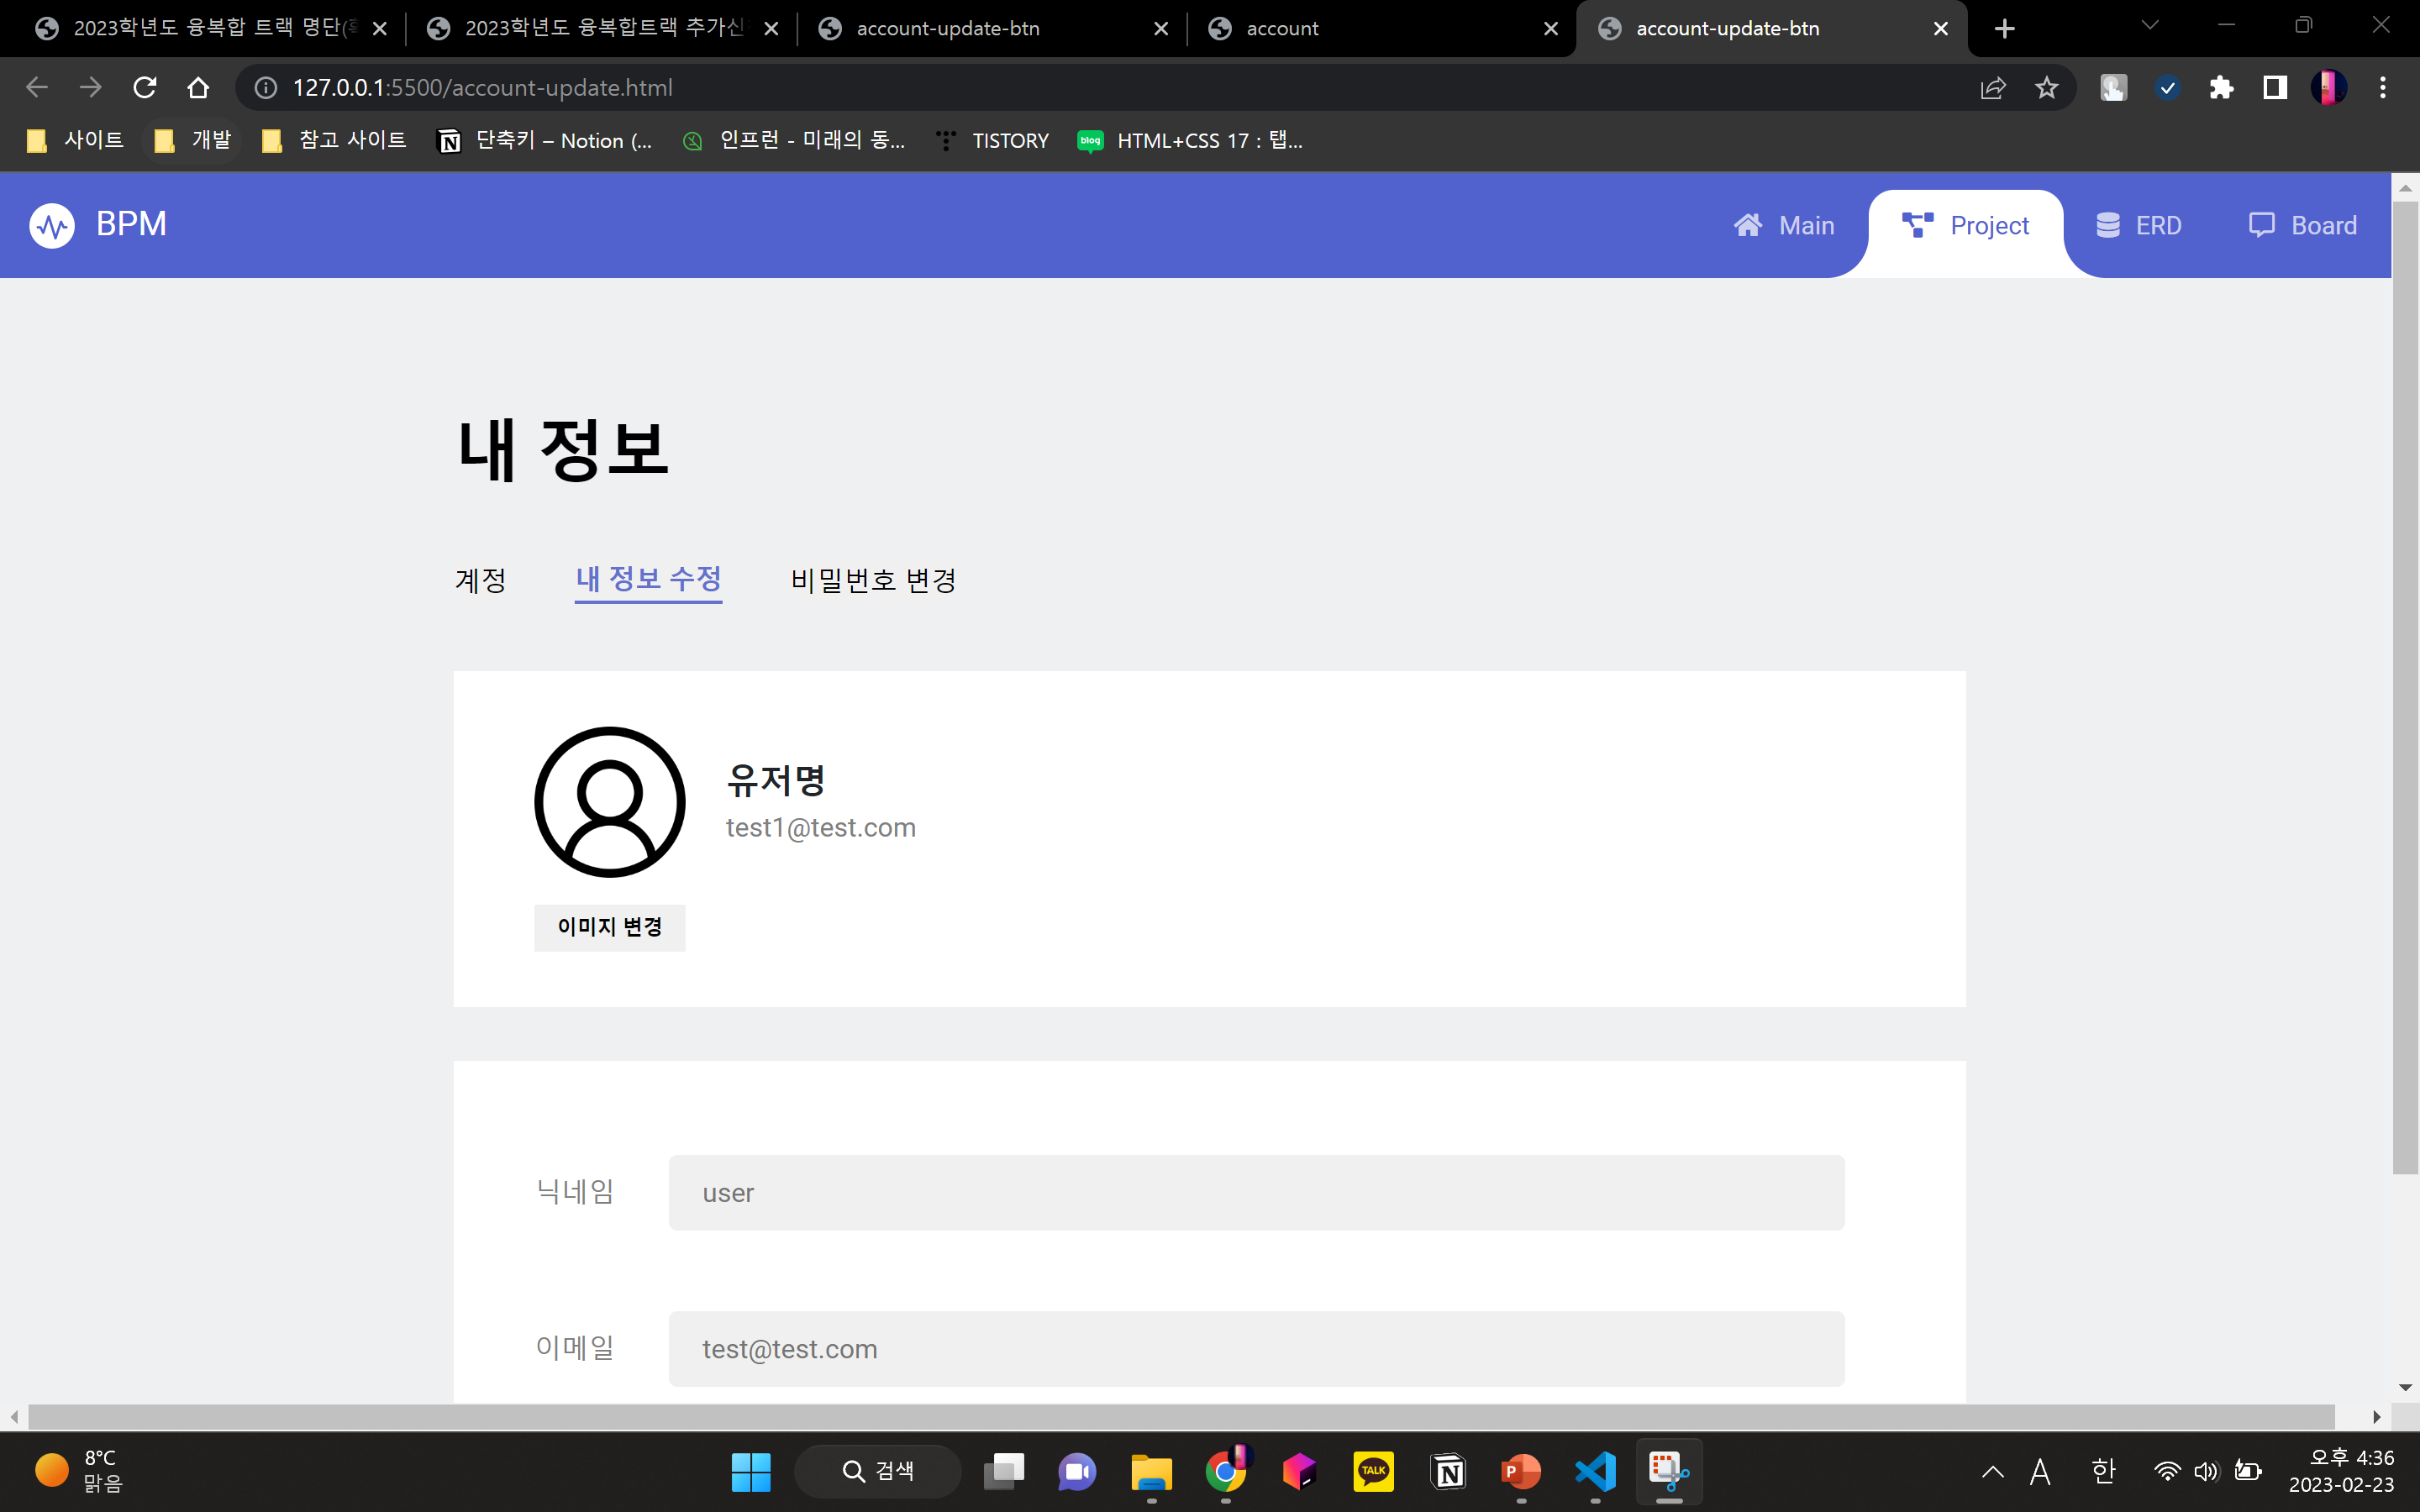 2023학년도 융복합 트랙 명단(
2023학년도 융복합트랙 추가신
account-update-btn
account
account-update-btn
127.0.0.1:5500/account-update.html
사이트
개발
참고 사이트
단축키 – Notion (...
인프런 - 미래의 동...
TISTORY
blog
HTML+CSS 17 : 탭...
BPM
Main
Project
ERD
Board
내 정보
계정
내 정보 수정
비밀번호 변경
유저명
test1@test.com
이미지 변경
닉네임
user
이메일
test@test.com
8°C
맑음
검색
TALK
A
한
오후 4:36
2023-02-23